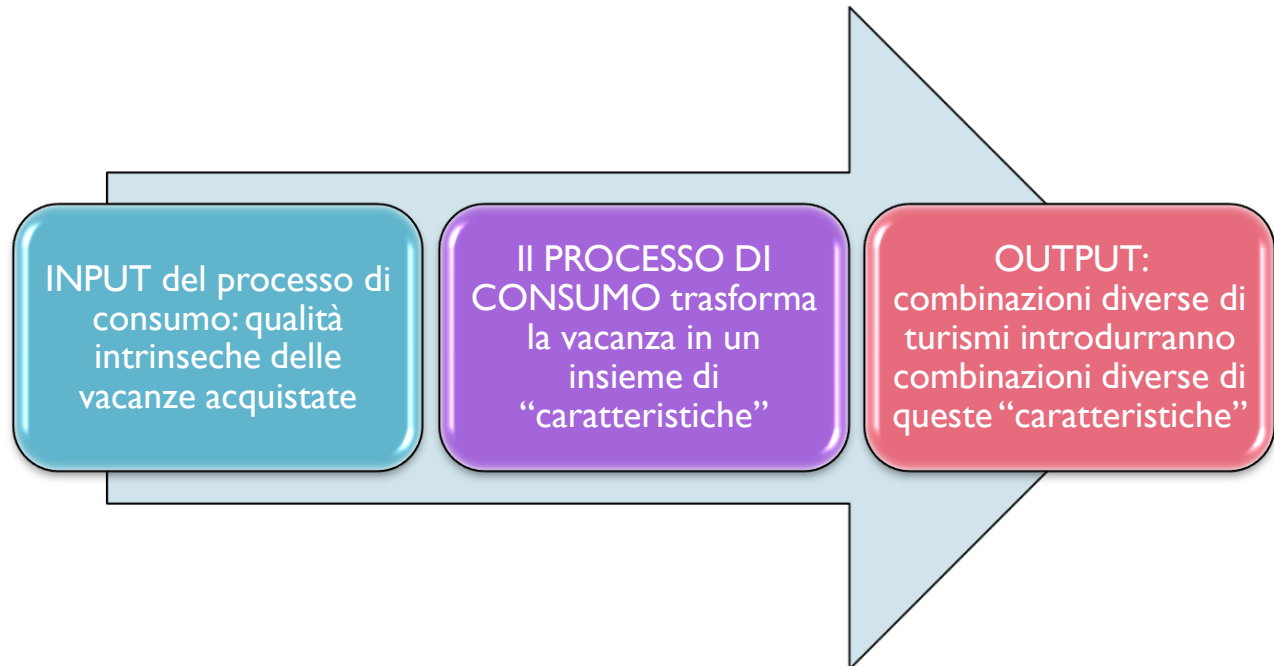 INPUT del processo di
consumo: qualità
intrinseche delle
vacanze acquistate
Il PROCESSO DI
CONSUMO trasforma
la vacanza in un
insieme di
“caratteristiche”
OUTPUT:
combinazioni diverse di
turismi introdurranno
combinazioni diverse di
queste “caratteristiche”